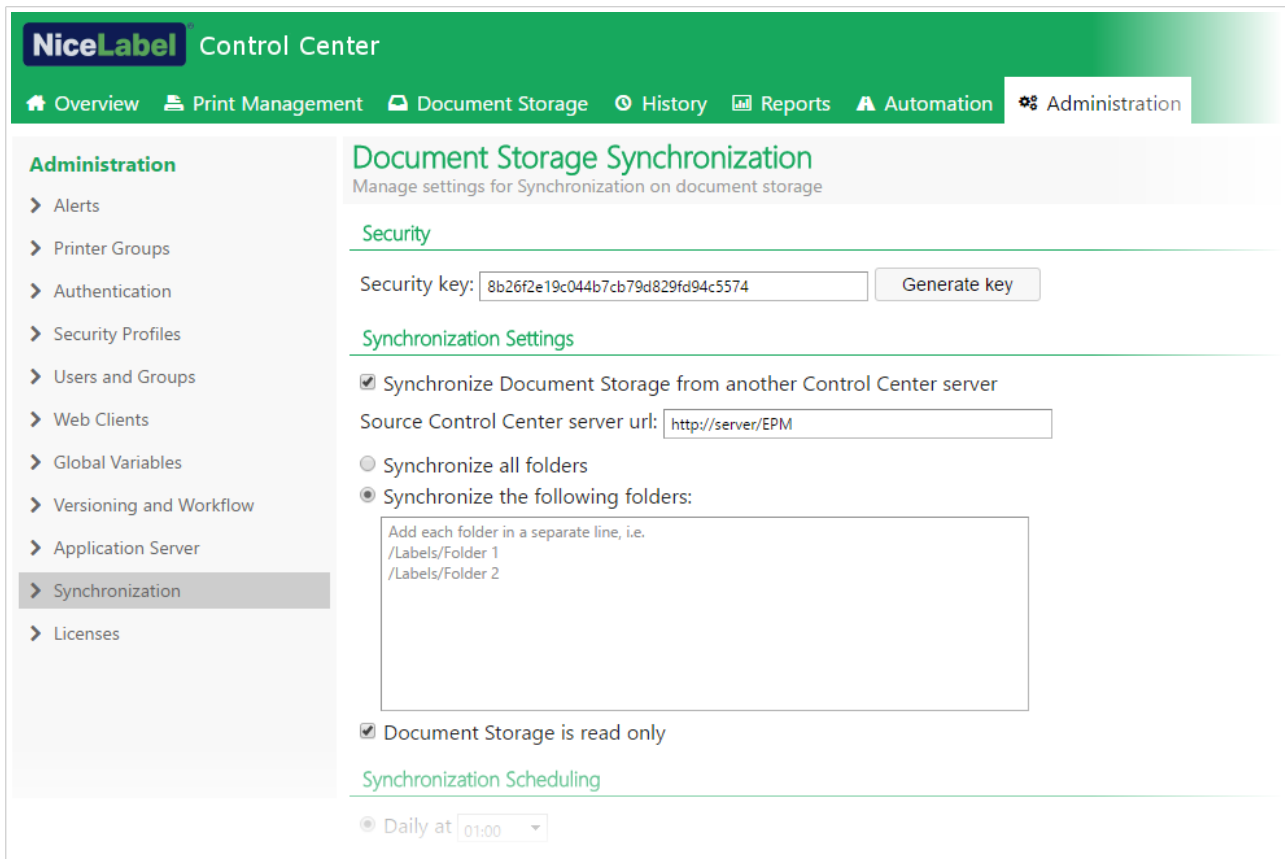 NiceLabel® Control Center
Overview Print Management Document Storage History Reports Automation Administration
Administration
Alerts
Printer Groups
Authentication
Security Profiles
Users and Groups
Web Clients
Global Variables
Versioning and Workflow
Application Server
Synchronization
Licenses
Document Storage Synchronization
Manage settings for Synchronization on document storage
Security
Security key: 8b26f2e19c044b7cb79d829fd94c5574 Generate key
Synchronization Settings
Synchronize Document Storage from another Control Center server
Source Control Center server url: http://server/EPM
Synchronize all folders
Synchronize the following folders:
Add each folder in a separate line, i.e.
/Labels/Folder 1
/Labels/Folder 2
Document Storage is read only
Synchronization Scheduling
Daily at 01:00